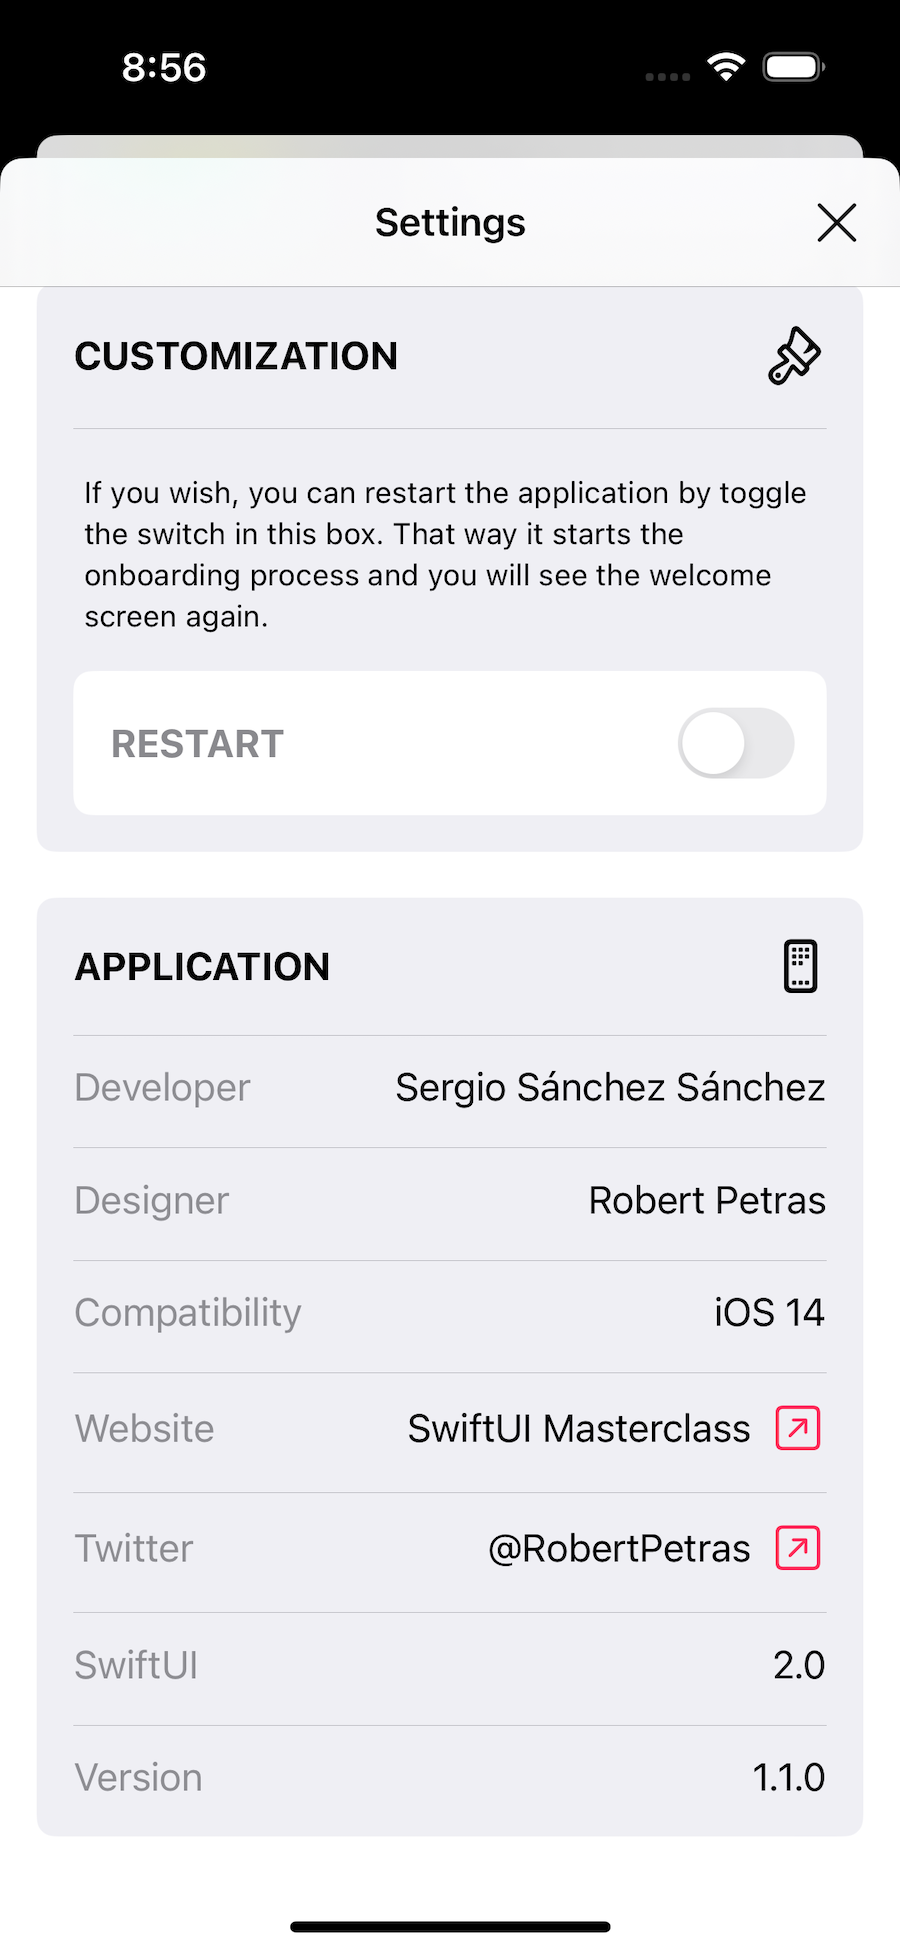 8:56
Settings
CUSTOMIZATION
If you wish, you can restart the application by toggle
the switch in this box. That way it starts the
onboarding process and you will see the welcome
screen again.
RESTART
APPLICATION
Developer Sergio Sánchez Sánchez
Designer Robert Petras
Compatibility iOS 14
Website SwiftUI Masterclass
Twitter @RobertPetras
SwiftUI 2.0
Version 1.1.0